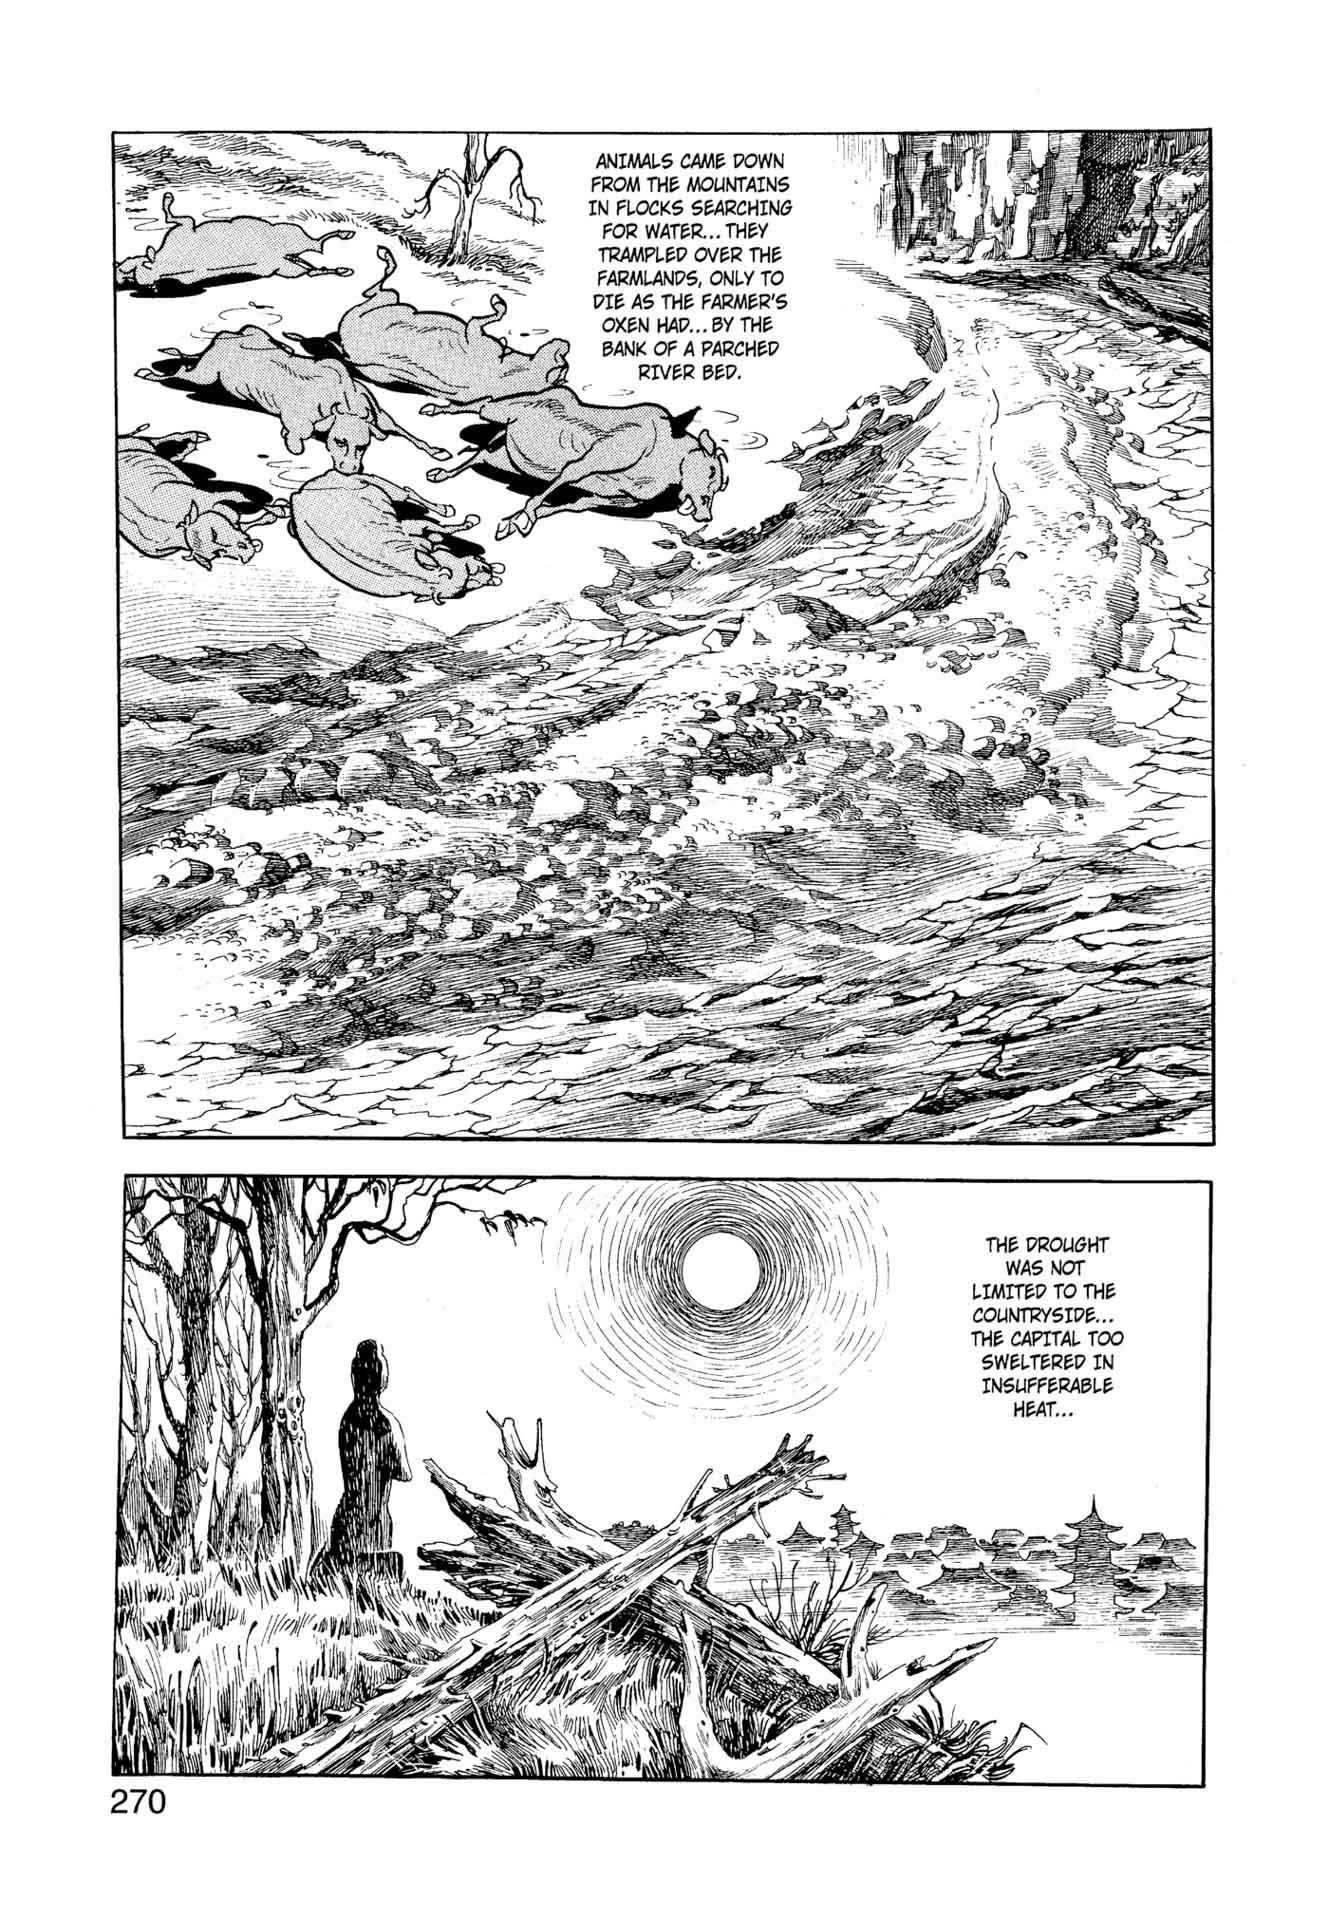 ANIMALS CAME DOWN
FROM THE MOUNTAINS
IN FLOCKS SEARCHING
FOR WATER... THEY
TRAMPLED OVER THE
FARMLANDS, ONLY TO
DIE AS THE FARMER'S
OXEN HAD... BY THE
BANK OF A PARCHED
RIVER BED.
THE DROUGHT
WAS NOT
LIMITED TO THE
COUNTRYSIDE...
THE CAPITAL TOO
SWELTERED IN
INSUFFERABLE
HEAT...
270